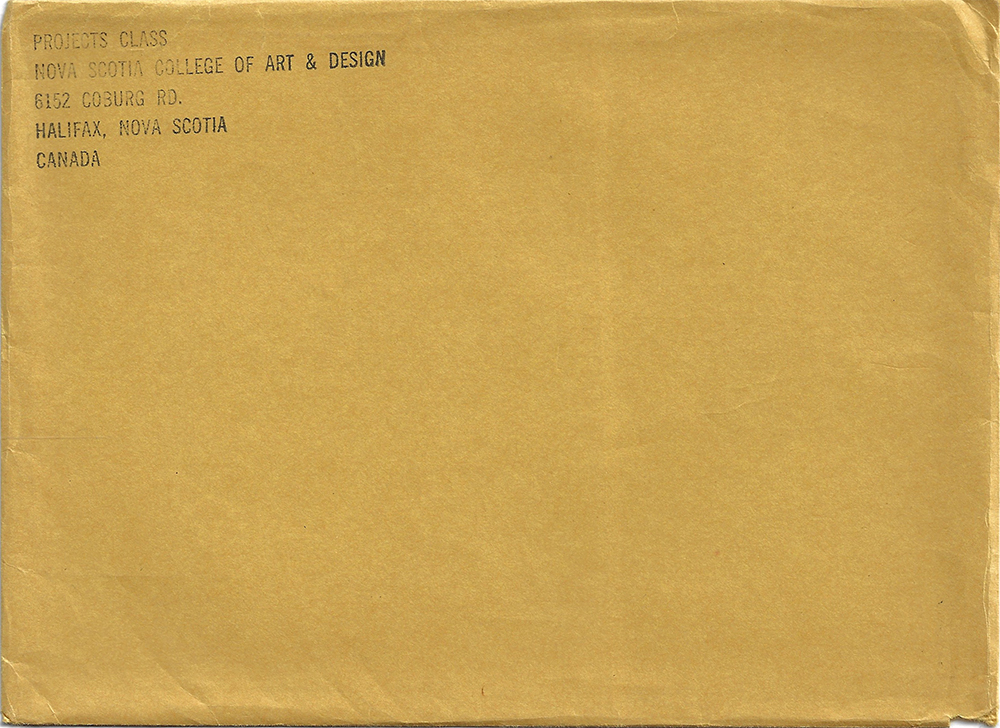 PROJECTS CLASS
NOVA SCOTIA COLLEGE OF ART & DESIGN
6152 COBURG RD.
HALIFAX, NOVA SCOTIA
CANADA